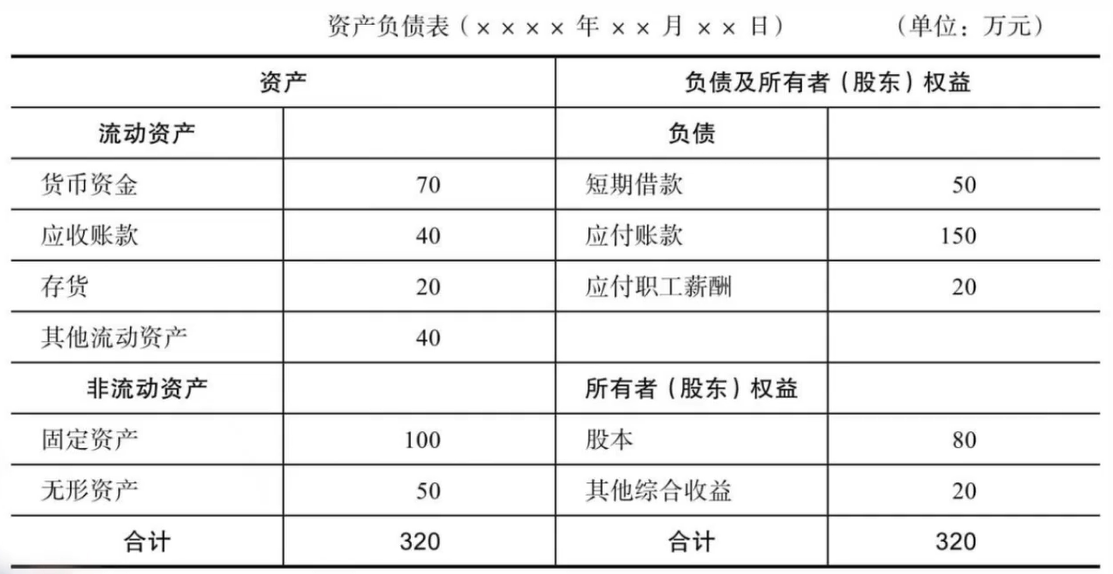 资产负债表(××××年××月××日) (单位:万元)
资产 负债及所有者(股东)权益
流动资产 负债
货币资金 70 短期借款 50
应收账款 40 应付账款 150
存货 20 应付职工薪酬 20
其他流动资产 40
非流动资产 所有者(股东)权益
固定资产 100 股本 80
无形资产 50 其他综合收益 20
合计 320 合计 320